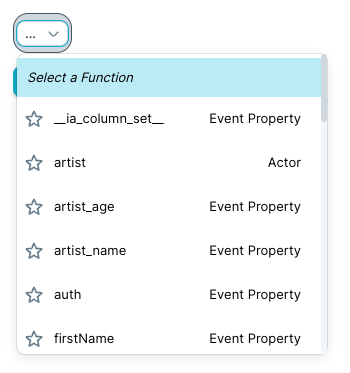 ...
Select a Function
__ia_column_set__ Event Property
artist Actor
artist_age Event Property
artist_name Event Property
auth Event Property
firstName Event Property